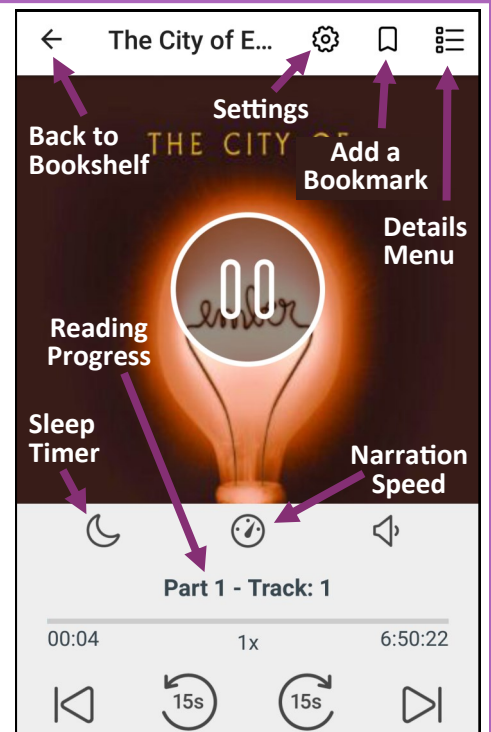 The City of E...
Settings
Back to
Bookshelf
THE CITY OF
Add a
Bookmark
Details
Menu
ember
Reading
Progress
Sleep
Timer
Narration
Speed
Part 1 - Track: 1
00:04
1x
6:50:22
15s
15s